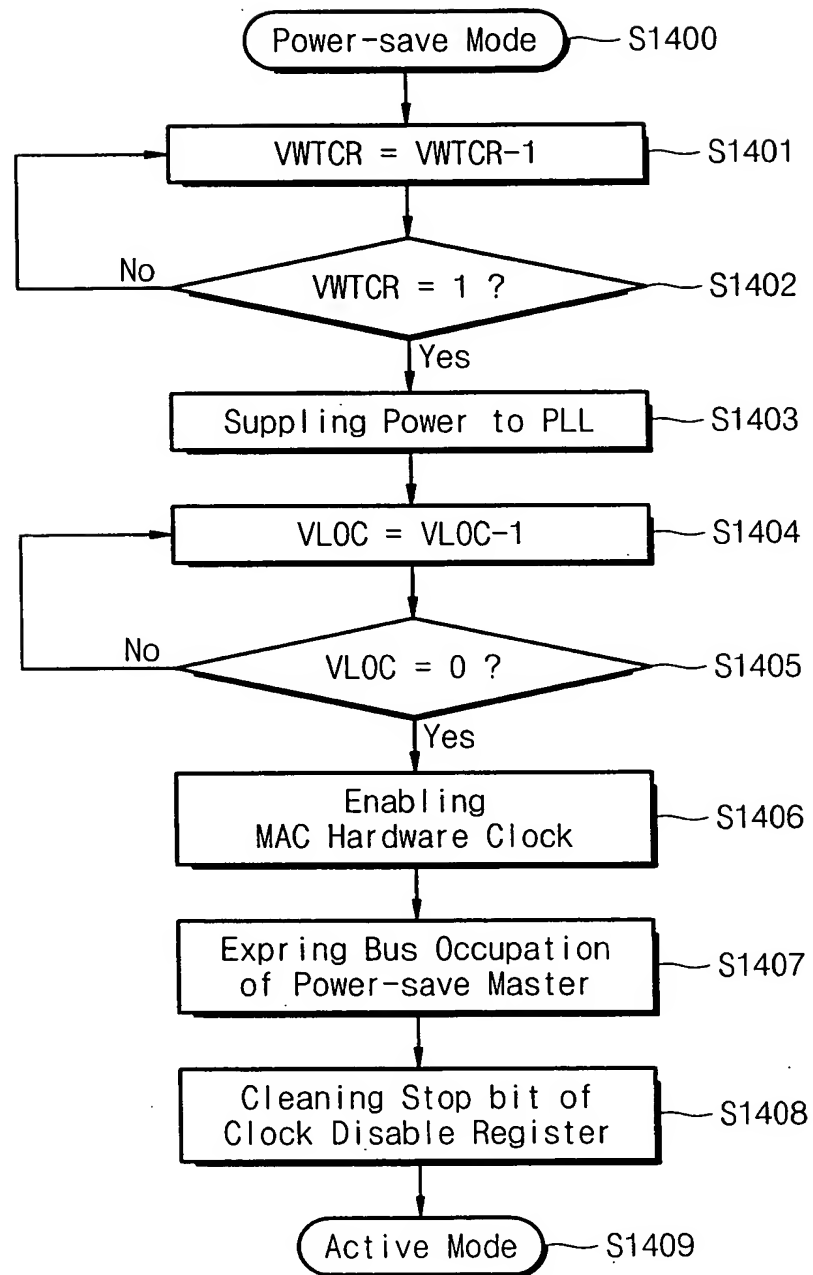 Power-save Mode
S1400
VWTCR = VWTCR-1
S1401
No
VWTCR = 1 ?
S1402
Yes
Suppling Power to PLL
S1403
VLOC = VLOC-1
S1404
No
VLOC = 0 ?
S1405
Yes
Enabling
MAC Hardware Clock
S1406
Expring Bus Occupation
of Power-save Master
S1407
Cleaning Stop bit of
Clock Disable Register
S1408
Active Mode
S1409